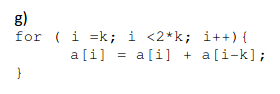 g)
for ( i =k; i <2*k; i++){
a[i] = a[i] + a[i-k];
}